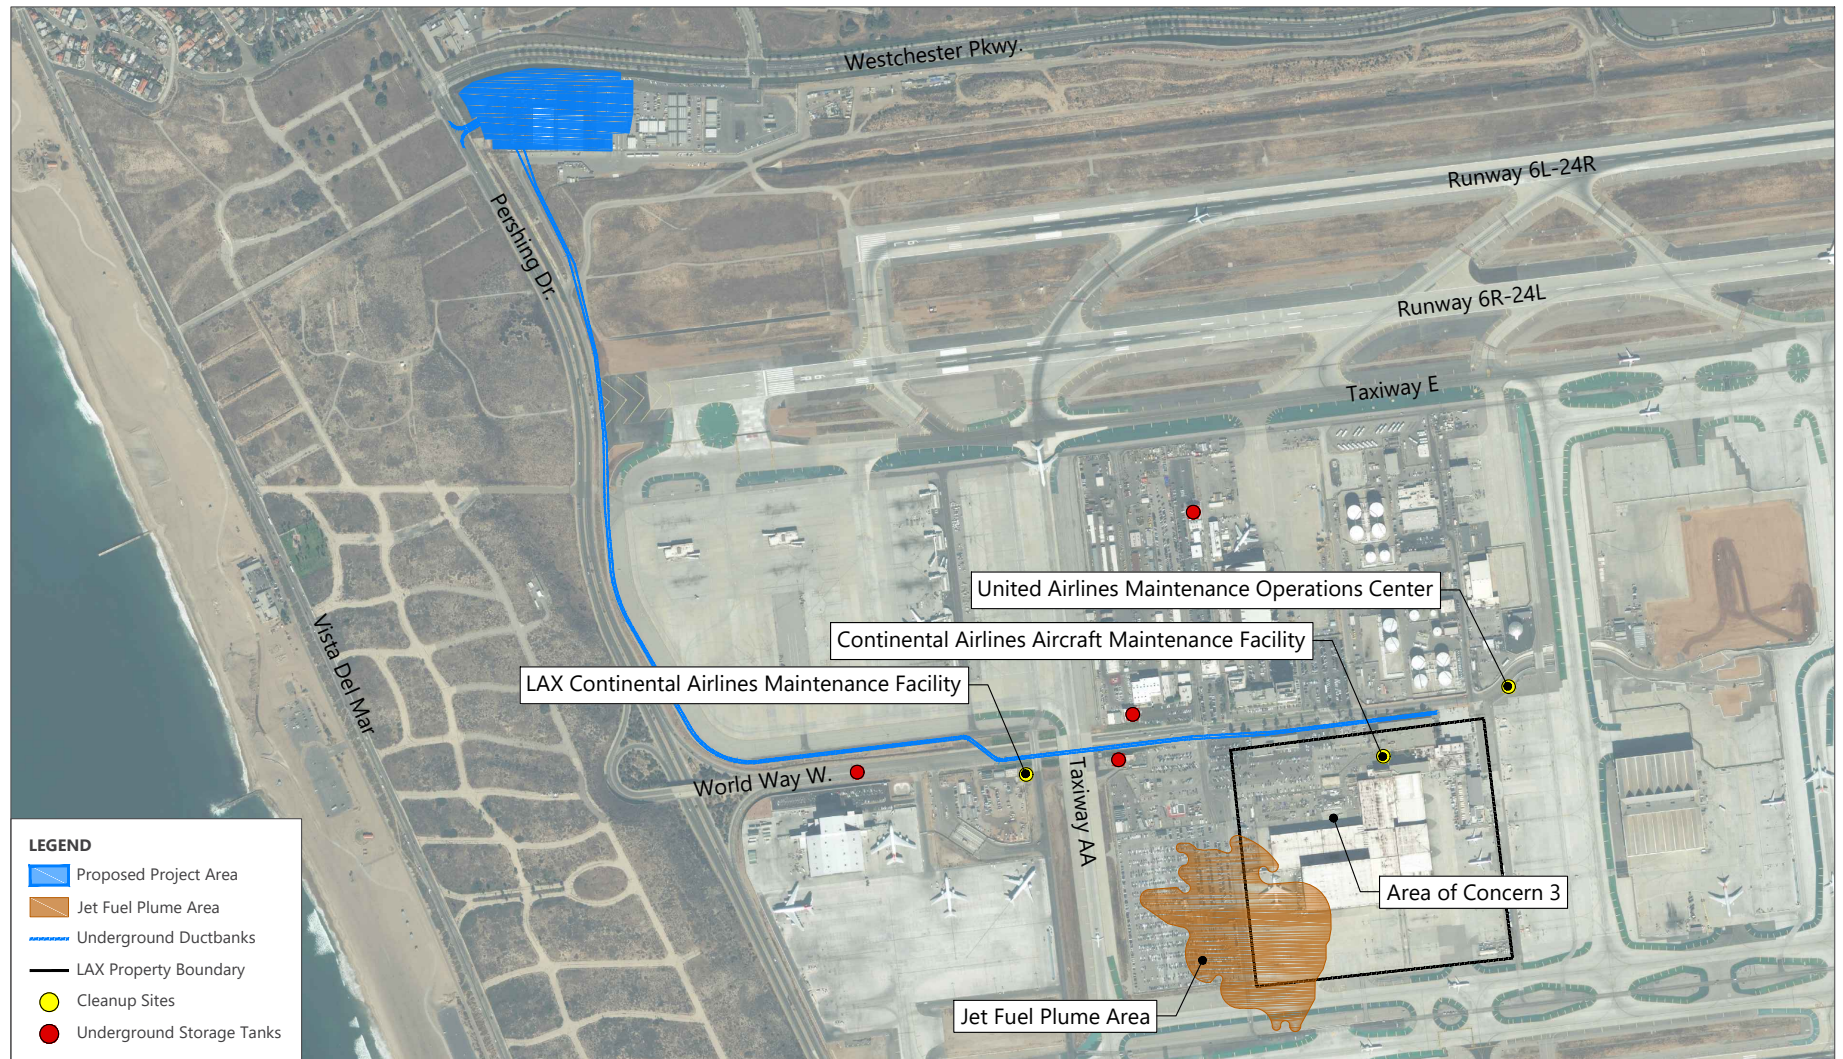 Westchester Pkwy.
Runway 6L-24R
Pershing Dr.
Runway 6R-24L
Taxiway E
United Airlines Maintenance Operations Center
Continental Airlines Aircraft Maintenance Facility
LAX Continental Airlines Maintenance Facility
Vista Del Mar
World Way W.
Taxiway AA
Area of Concern 3
Jet Fuel Plume Area
LEGEND
Proposed Project Area
Jet Fuel Plume Area
Underground Ductbanks
LAX Property Boundary
Cleanup Sites
Underground Storage Tanks